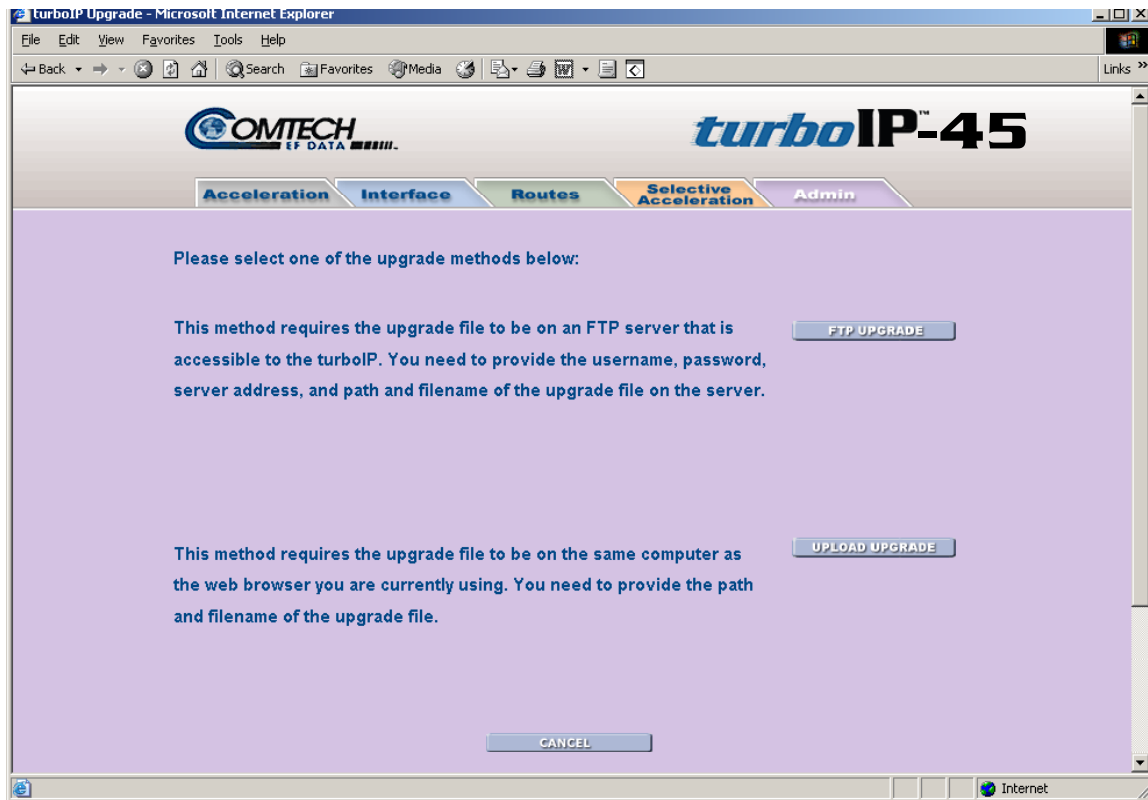 turboIP Upgrade - Microsoft Internet Explorer
File Edit View Favorites Tools Help
Back Search Favorites Media Links »
COMTECH
EF DATA
turboIP™-45
Acceleration Interface Routes Selective Acceleration Admin
Please select one of the upgrade methods below:
This method requires the upgrade file to be on an FTP server that is
accessible to the turboIP. You need to provide the username, password,
server address, and path and filename of the upgrade file on the server.
FTP UPGRADE
This method requires the upgrade file to be on the same computer as
the web browser you are currently using. You need to provide the path
and filename of the upgrade file.
UPLOAD UPGRADE
CANCEL
Internet